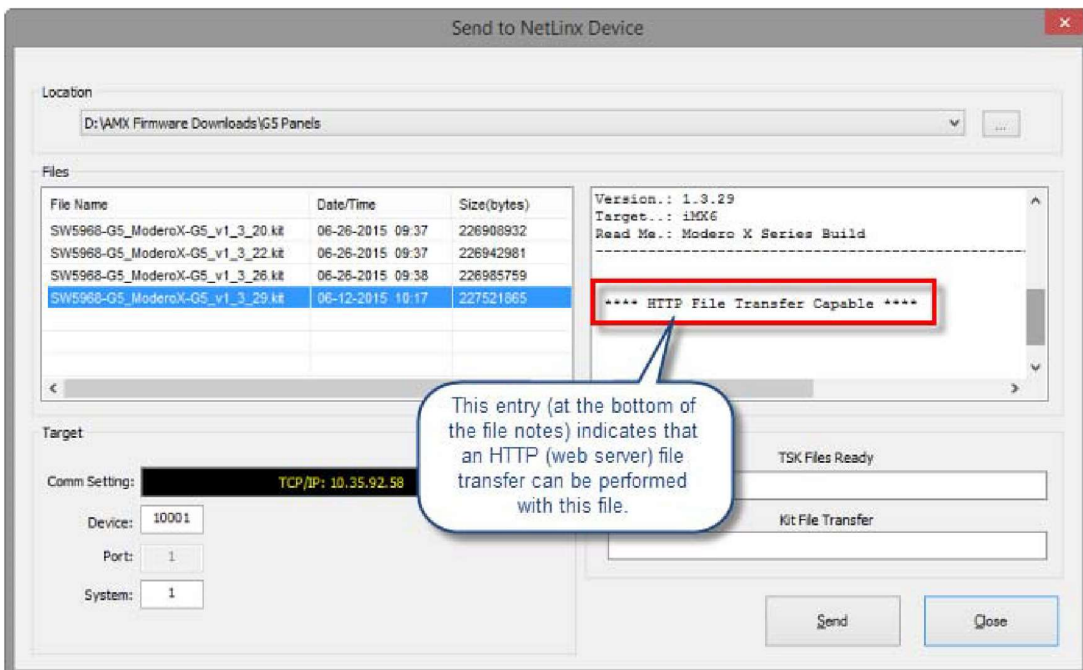 Send to NetLinx Device
Location
D:\AMX Firmware Downloads\G5 Panels
...
Files
File Name Date/Time Size(bytes)
SW5968-G5_ModeroX-G5_v1_3_20.kit 06-26-2015 09:37 226908932
SW5968-G5_ModeroX-G5_v1_3_22.kit 06-26-2015 09:37 226942981
SW5968-G5_ModeroX-G5_v1_3_26.kit 06-26-2015 09:38 226985759
SW5968-G5_ModeroX-G5_v1_3_29.kit 06-12-2015 10:17 227521865
Version.: 1.3.29
Target..: iMX6
Read Me.: Modero X Series Build
**** HTTP File Transfer Capable ****
This entry (at the bottom of
the file notes) indicates that
an HTTP (web server) file
transfer can be performed
with this file.
Target
Comm Setting: TCP/IP: 10.35.92.58
Device: 10001
Port: 1
System: 1
TSK Files Ready
Kit File Transfer
Send Close